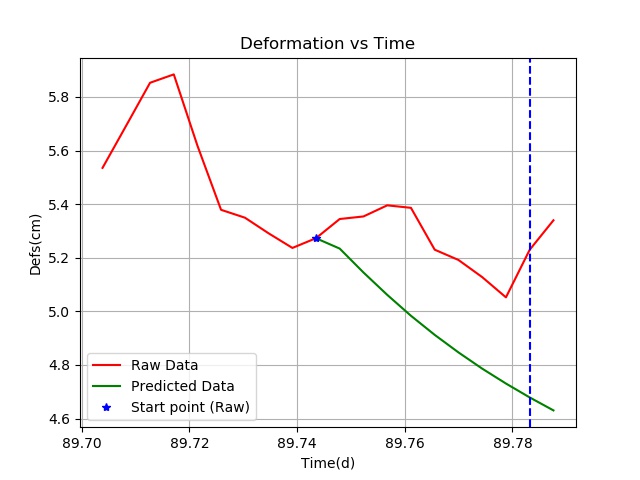 Deformation vs Time
Defs(cm)
5.8
5.6
5.4
5.2
5.0
4.8
4.6
Raw Data
Predicted Data
Start point (Raw)
89.70 89.72 89.74 89.76 89.78
Time(d)